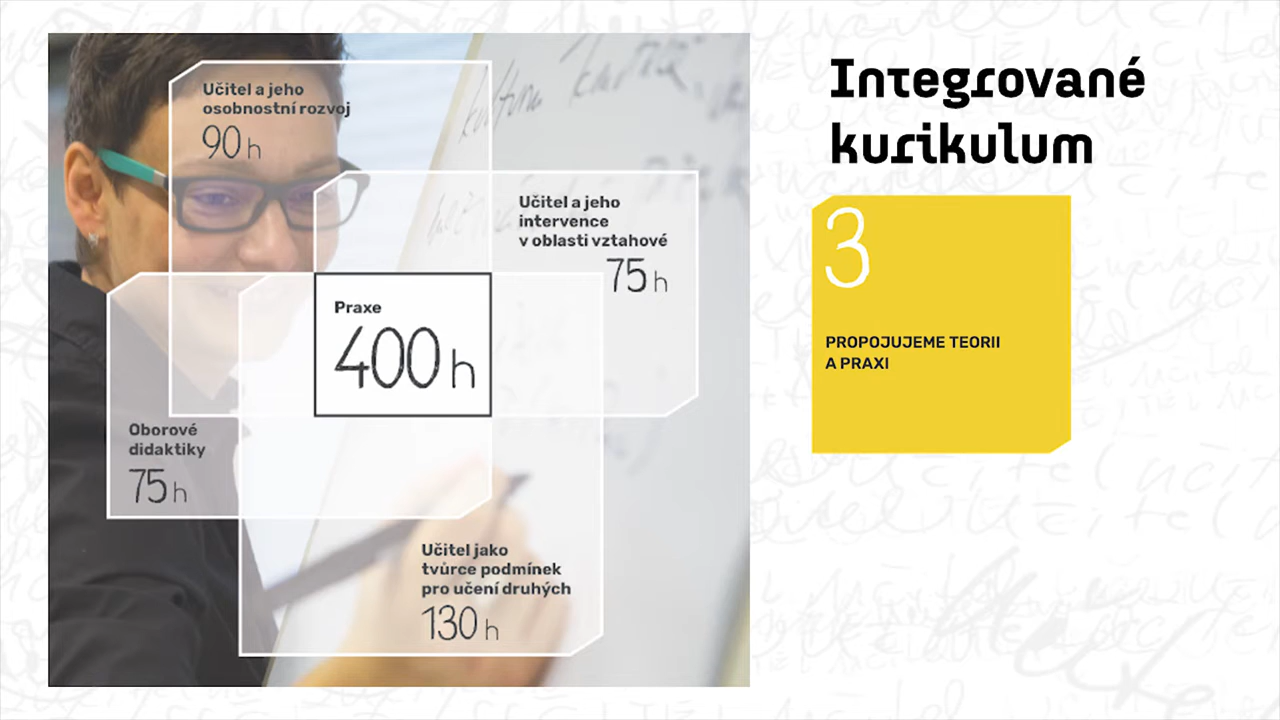 Integrované
kurikulum
3
PROPOJUJEME TEORII
A PRAXI
Učitel a jeho
osobnostní rozvoj
90 h
Učitel a jeho
intervence
v oblasti vztahové
75 h
Praxe
400 h
Oborové
didaktiky
75 h
Učitel jako
tvůrce podmínek
pro učení druhých
130 h